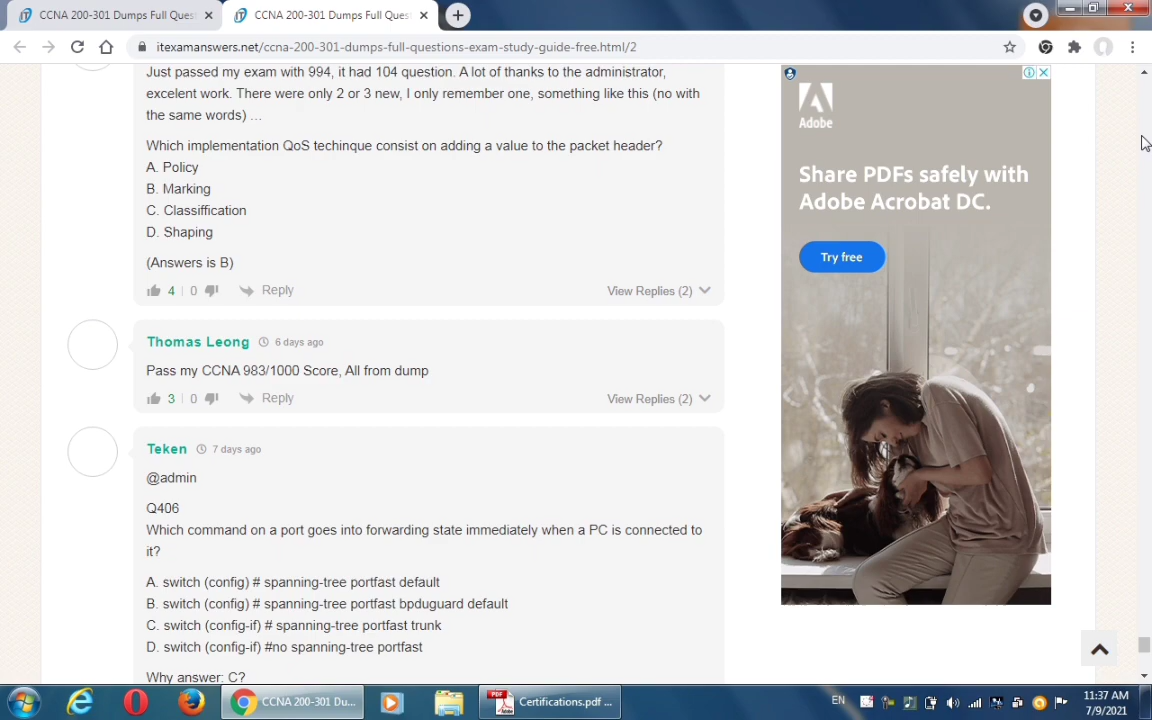 CCNA 200-301 Dumps Full Quest
CCNA 200-301 Dumps Full Quest
itexamanswers.net/ccna-200-301-dumps-full-questions-exam-study-guide-free.html/2
Just passed my exam with 994, it had 104 question. A lot of thanks to the administrator,
excelent work. There were only 2 or 3 new, I only remember one, something like this (no with
the same words) …
Which implementation QoS techinque consist on adding a value to the packet header?
A. Policy
B. Marking
C. Classiffication
D. Shaping
(Answers is B)
4 | 0 Reply View Replies (2)
Thomas Leong 6 days ago
Pass my CCNA 983/1000 Score, All from dump
3 | 0 Reply View Replies (2)
Teken 7 days ago
@admin
Q406
Which command on a port goes into forwarding state immediately when a PC is connected to
it?
A. switch (config) # spanning-tree portfast default
B. switch (config) # spanning-tree portfast bpduguard default
C. switch (config-if) # spanning-tree portfast trunk
D. switch (config-if) #no spanning-tree portfast
Why answer: C?
Adobe
Share PDFs safely with
Adobe Acrobat DC.
Try free
CCNA 200-301 Du...
PDF
Certifications.pdf ...
EN
11:37 AM
7/9/2021